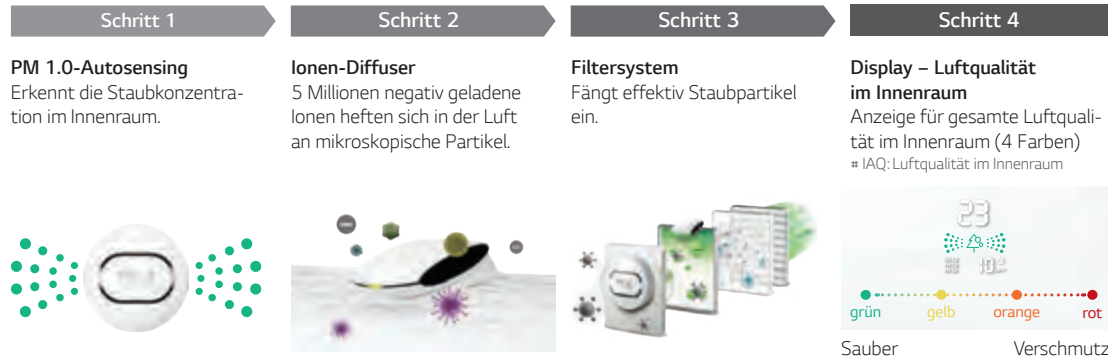 Schritt 1
Schritt 2
Schritt 3
Schritt 4
PM 1.0-Autosensing
Erkennt die Staubkonzentra-
tion im Innenraum.
Ionen-Diffuser
5 Millionen negativ geladene
Ionen heften sich in der Luft
an mikroskopische Partikel.
Filtersystem
Fängt effektiv Staubpartikel
ein.
Display – Luftqualität
im Innenraum
Anzeige für gesamte Luftquali-
tät im Innenraum (4 Farben)
# IAQ: Luftqualität im Innenraum
23
10
grün
gelb
orange
rot
Sauber
Verschmutz